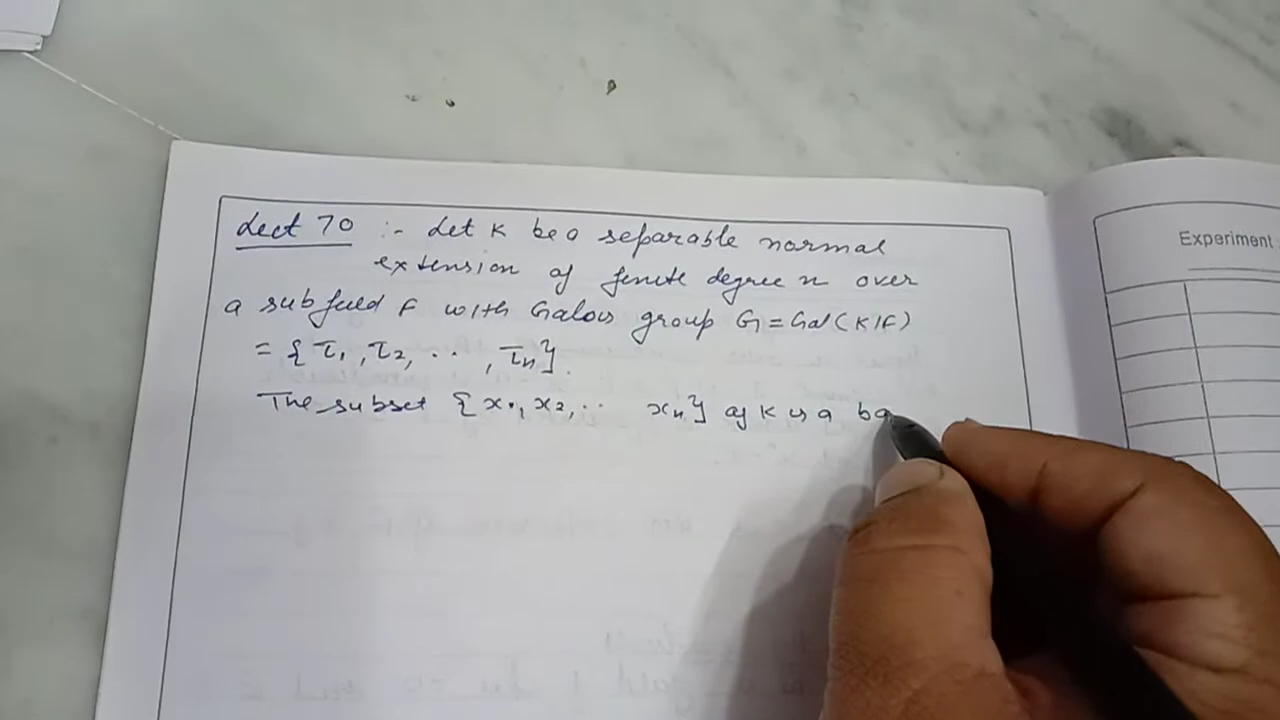 Lect 70 :- Let K be a separable normal
extension of finite degree n over
a subfield F with Galois group G = Gal(K/F)
= { τ1, τ2, .. , τn }.
The subset { x1, x2, .. xn } of K is a ba
Experiment